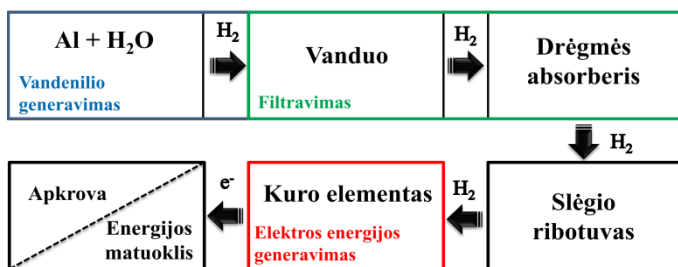 Al + H₂O
Vandenilio
generavimas
H₂
Vanduo
Filtravimas
H₂
Drėgmės
absorberis
H₂
Slėgio
ribotuvas
H₂
Kuro elementas
Elektros energijos
generavimas
e⁻
Apkrova
Energijos
matuoklis